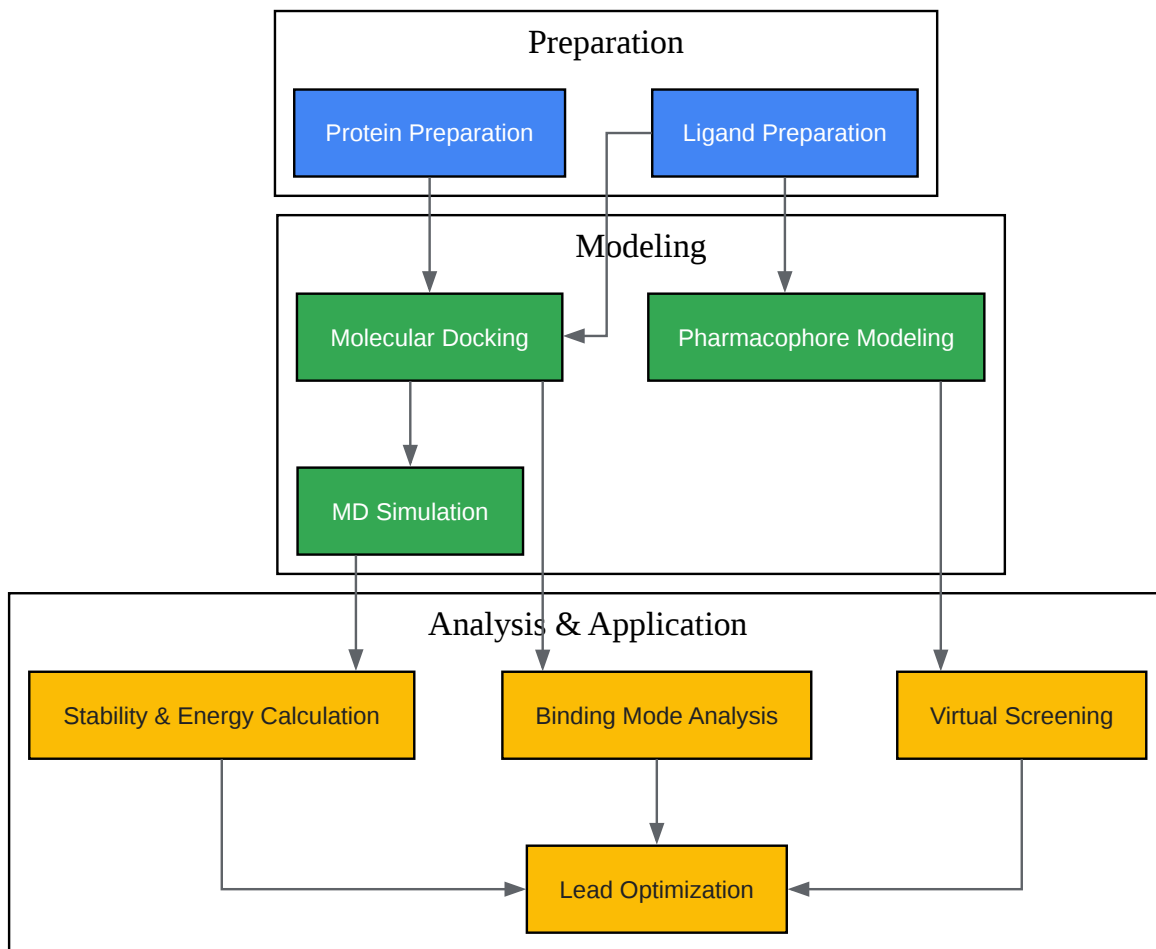 Preparation
Protein Preparation
Ligand Preparation
Modeling
Molecular Docking
Pharmacophore Modeling
MD Simulation
Analysis & Application
Stability & Energy Calculation
Binding Mode Analysis
Virtual Screening
Lead Optimization